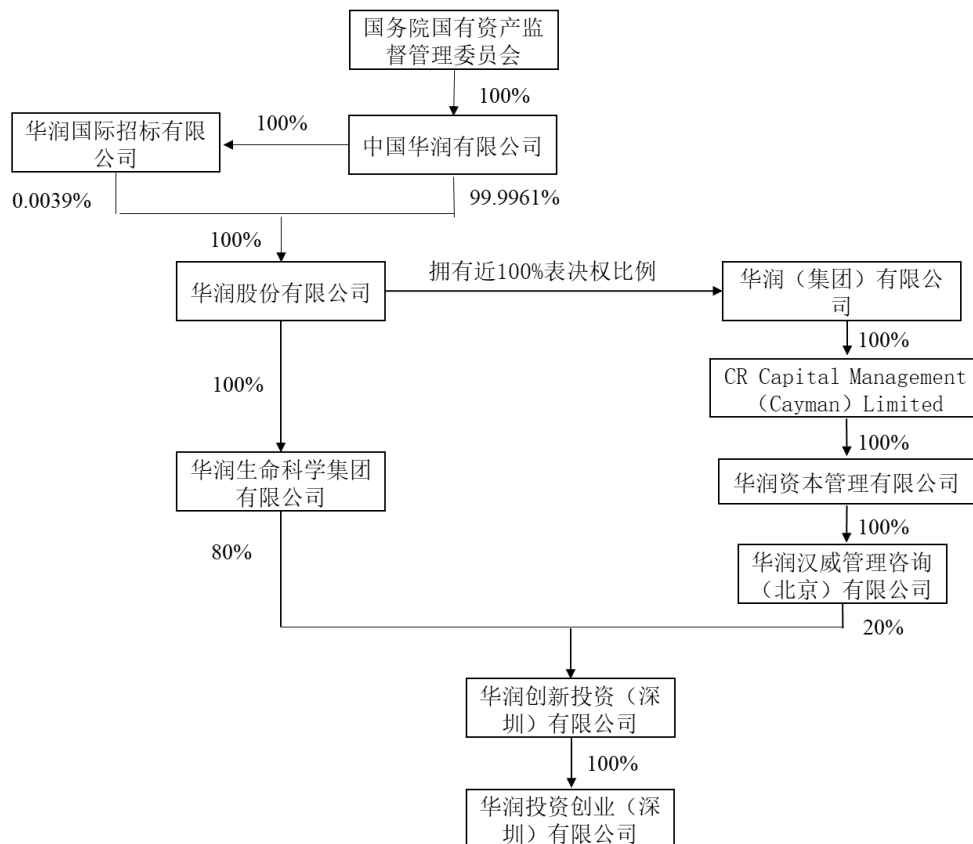 国务院国有资产监
督管理委员会
100%
华润国际招标有限
公司
100%
中国华润有限公司
0.0039%
99.9961%
100%
华润股份有限公司
拥有近100%表决权比例
华润（集团）有限公
司
100%
CR Capital Management
（Cayman）Limited
100%
100%
华润生命科学集团
有限公司
华润资本管理有限公司
100%
80%
华润汉威管理咨询
（北京）有限公司
20%
华润创新投资（深
圳）有限公司
100%
华润投资创业（深
圳）有限公司